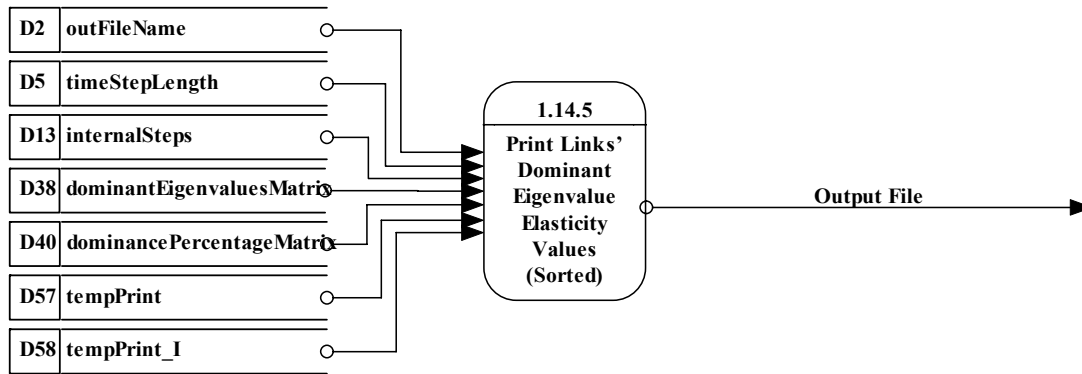 D2 outFileName
D5 timeStepLength
D13 internalSteps
D38 dominantEigenvaluesMatrix
D40 dominancePercentageMatrix
D57 tempPrint
D58 tempPrint_I
1.14.5
Print Links’
Dominant
Eigenvalue
Elasticity
Values
(Sorted)
Output File